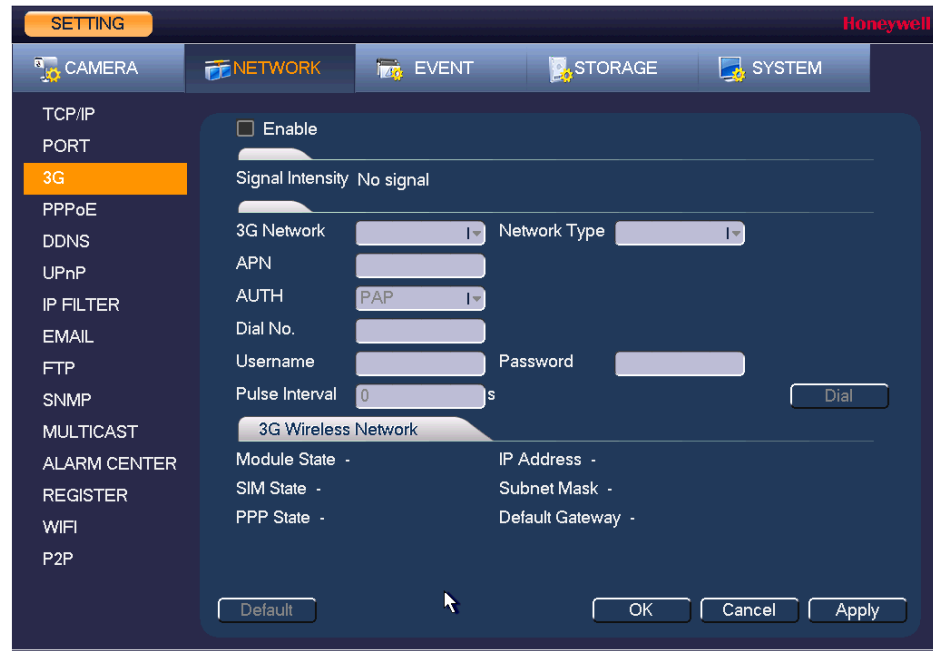 SETTING
Honeywell
CAMERA NETWORK EVENT STORAGE SYSTEM
TCP/IP
PORT
3G
PPPoE
DDNS
UPnP
IP FILTER
EMAIL
FTP
SNMP
MULTICAST
ALARM CENTER
REGISTER
WIFI
P2P
Enable
Signal Intensity No signal
3G Network Network Type
APN
AUTH PAP
Dial No.
Username Password
Pulse Interval 0 s Dial
3G Wireless Network
Module State - IP Address -
SIM State - Subnet Mask -
PPP State - Default Gateway -
Default OK Cancel Apply